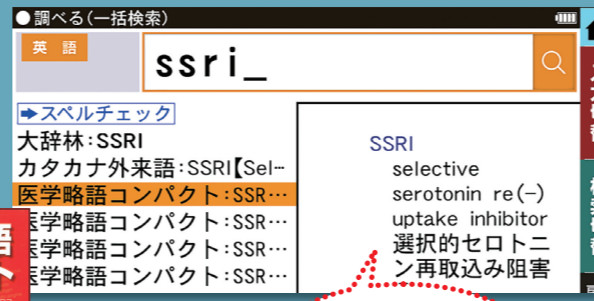 ●調べる(一括検索)
英 語
ssri_
➡スペルチェック
大辞林:SSRI
カタカナ外来語:SSRI【Sel…
医学略語コンパクト:SSR…
医学略語コンパクト:SSR…
医学略語コンパクト:SSR…
医学略語コンパクト:SSR…
SSRI
selective
serotonin re(-)
uptake inhibitor
選択的セロトニ
ン再取込み阻害